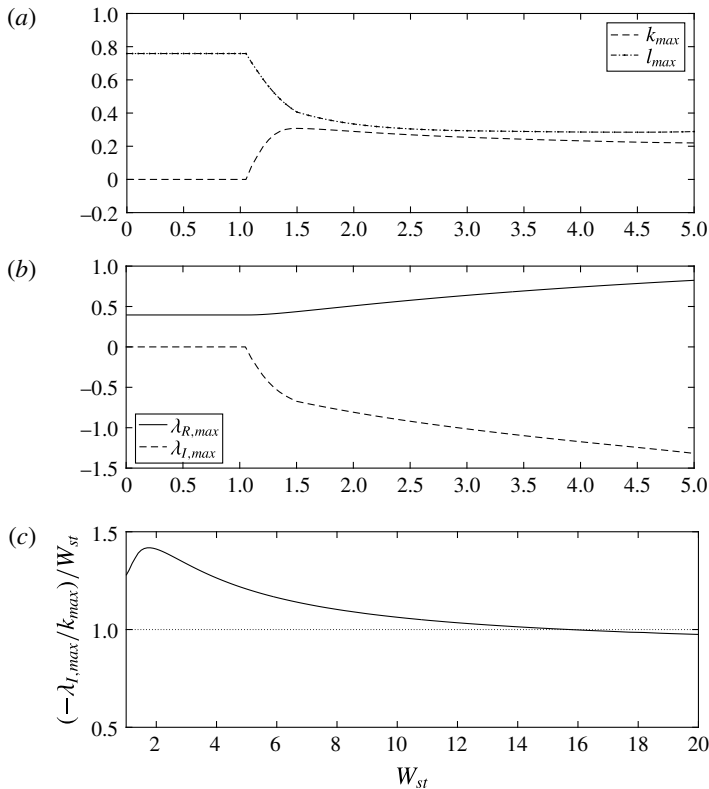 (a)
1.0
0.8
0.6
0.4
0.2
0
−0.2
k_max
l_max
0 0.5 1.0 1.5 2.0 2.5 3.0 3.5 4.0 4.5 5.0
(b)
1.0
0.5
0
−0.5
−1.0
−1.5
λ_R,max
λ_I,max
0 0.5 1.0 1.5 2.0 2.5 3.0 3.5 4.0 4.5 5.0
(c)
(−λ_I,max/k_max)/W_st
1.5
1.0
0.5
2 4 6 8 10 12 14 16 18 20
W_st